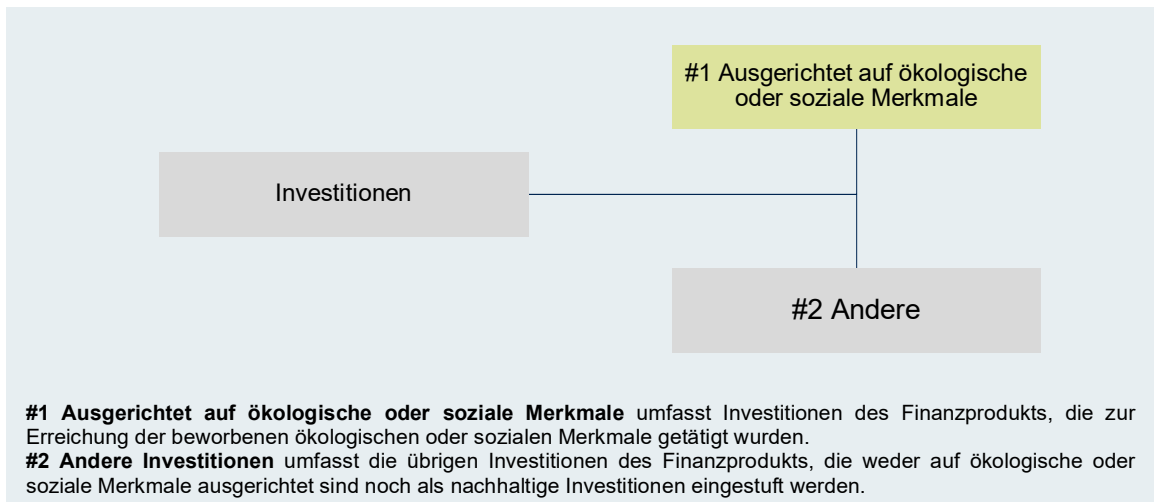 #1 Ausgerichtet auf ökologische
oder soziale Merkmale
Investitionen
#2 Andere
#1 Ausgerichtet auf ökologische oder soziale Merkmale umfasst Investitionen des Finanzprodukts, die zur
Erreichung der beworbenen ökologischen oder sozialen Merkmale getätigt wurden.
#2 Andere Investitionen umfasst die übrigen Investitionen des Finanzprodukts, die weder auf ökologische oder
soziale Merkmale ausgerichtet sind noch als nachhaltige Investitionen eingestuft werden.